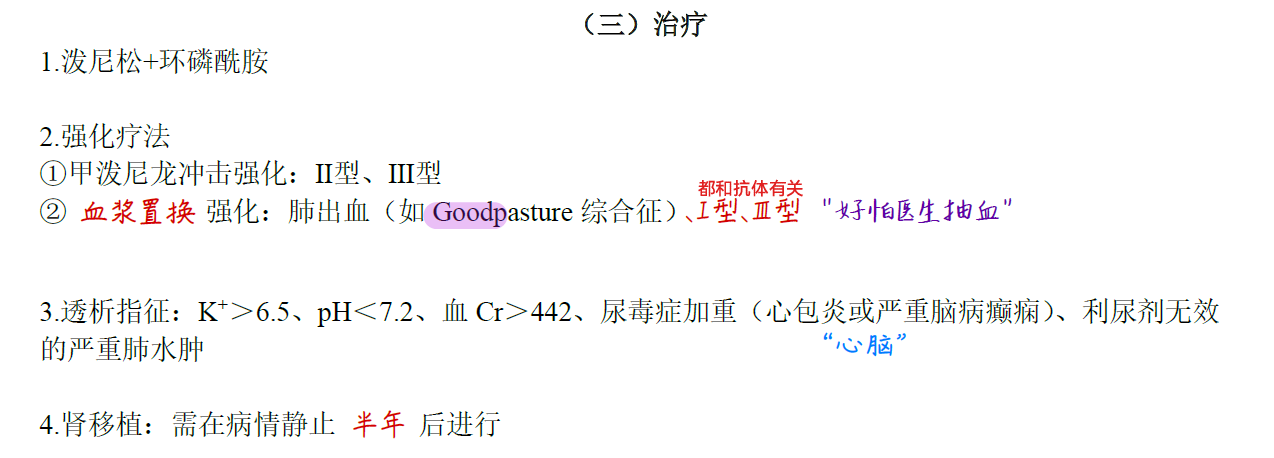 （三）治疗
1.泼尼松+环磷酰胺
2.强化疗法
①甲泼尼龙冲击强化：II型、III型
都和抗体有关
② 血浆置换 强化：肺出血（如 Goodpasture 综合征）、I型、III型 "好怕医生抽血"
3.透析指征：K⁺＞6.5、pH＜7.2、血 Cr＞442、尿毒症加重（心包炎或严重脑病癫痫）、利尿剂无效
的严重肺水肿
“心脑”
4.肾移植：需在病情静止 半年 后进行